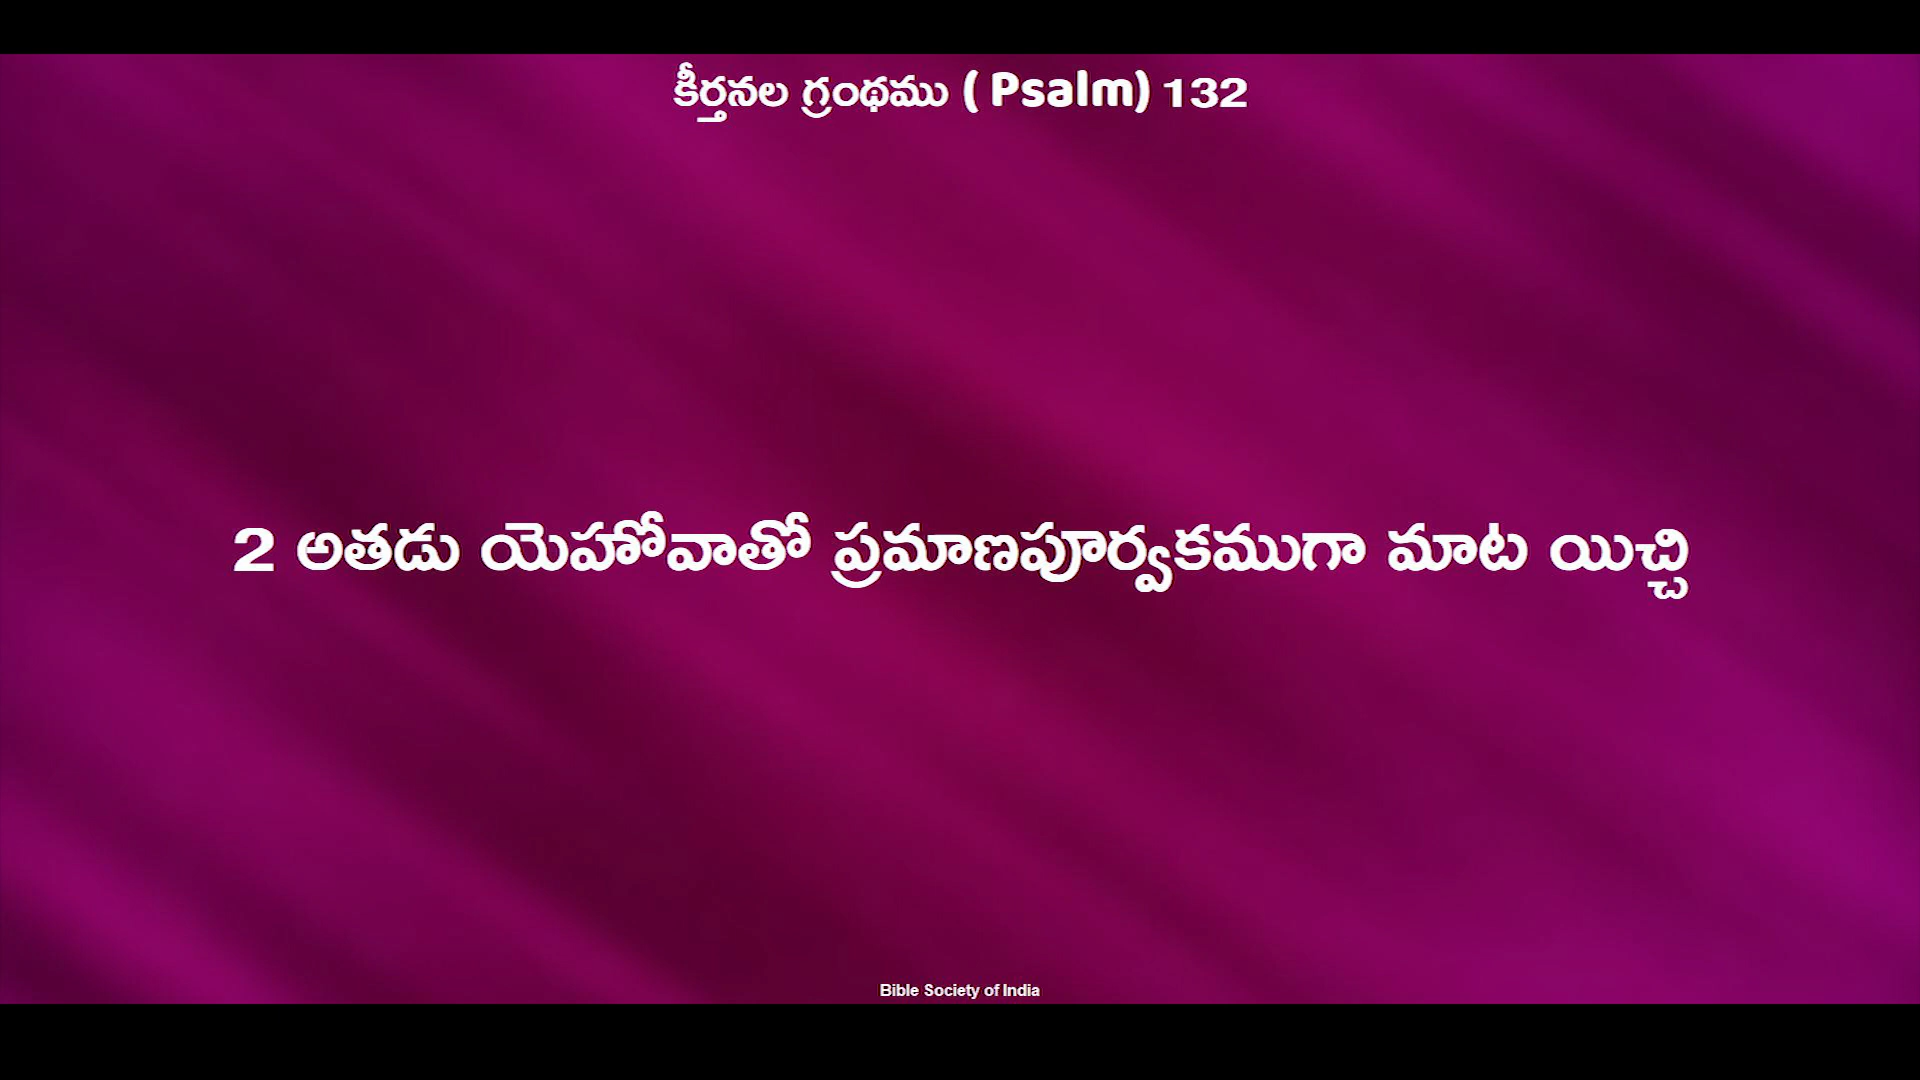 కీర్తనల గ్రంథము ( Psalm) 132
2 అతడు యెహోవాతో ప్రమాణపూర్వకముగా మాట యిచ్చి
Bible Society of India